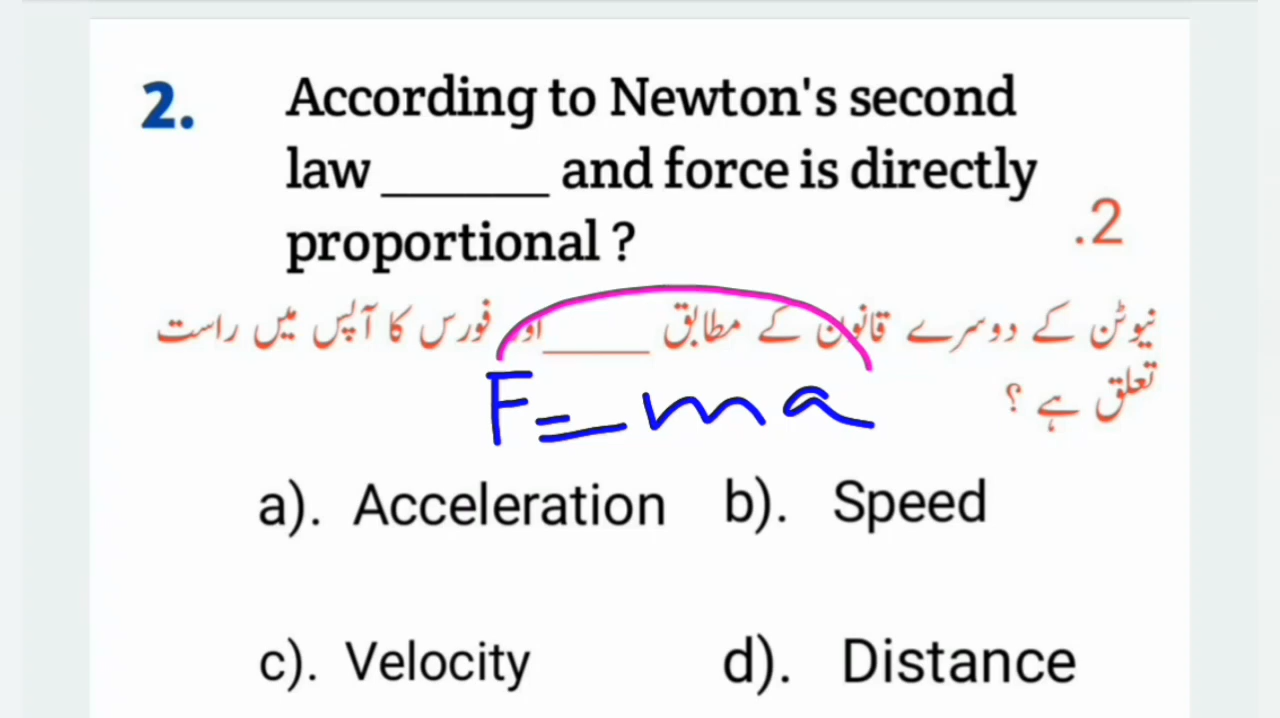 2. According to Newton's second
law ______ and force is directly
proportional ?
.2
نیوٹن کے دوسرے قانون کے مطابق ______ اور فورس کا آپس میں راست
تعلق ہے ؟
F = ma
a). Acceleration b). Speed
c). Velocity d). Distance